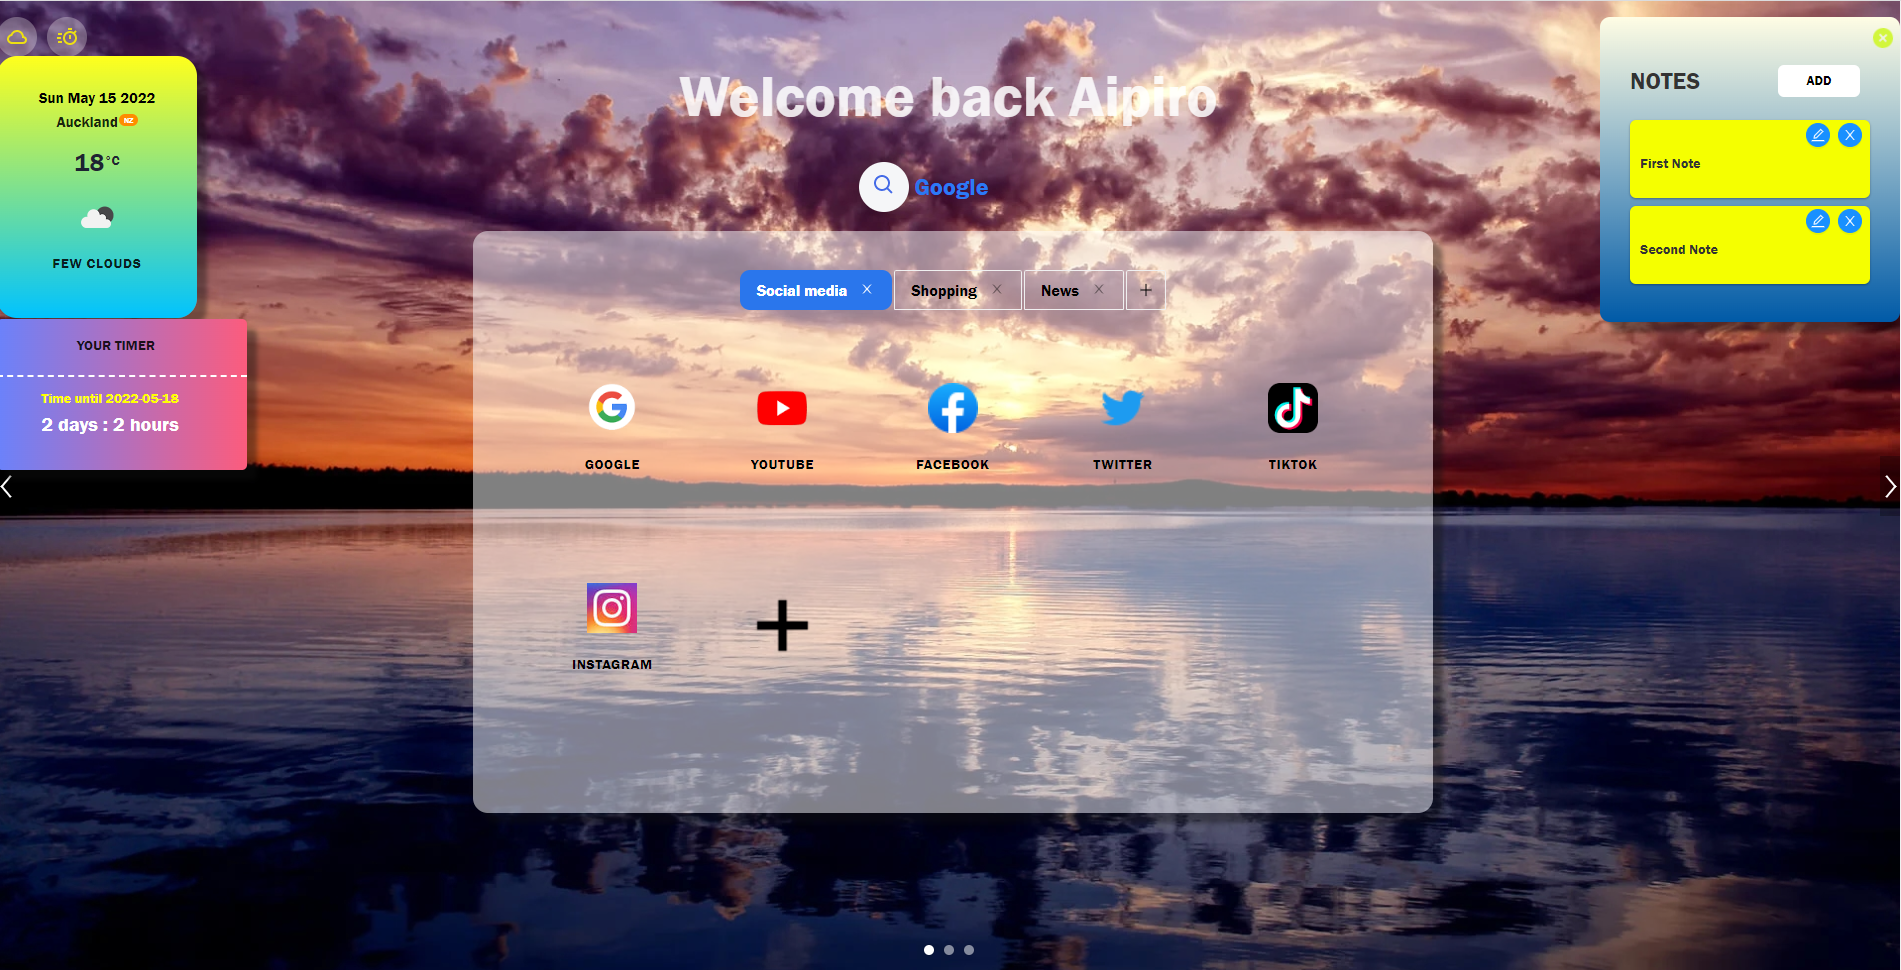 Welcome back Aipiro
Google
Sun May 15 2022
Auckland NZ
18°C
FEW CLOUDS
YOUR TIMER
Time until 2022-05-18
2 days : 2 hours
Social media
Shopping
News
GOOGLE
YOUTUBE
FACEBOOK
TWITTER
TIKTOK
INSTAGRAM
NOTES
ADD
First Note
Second Note